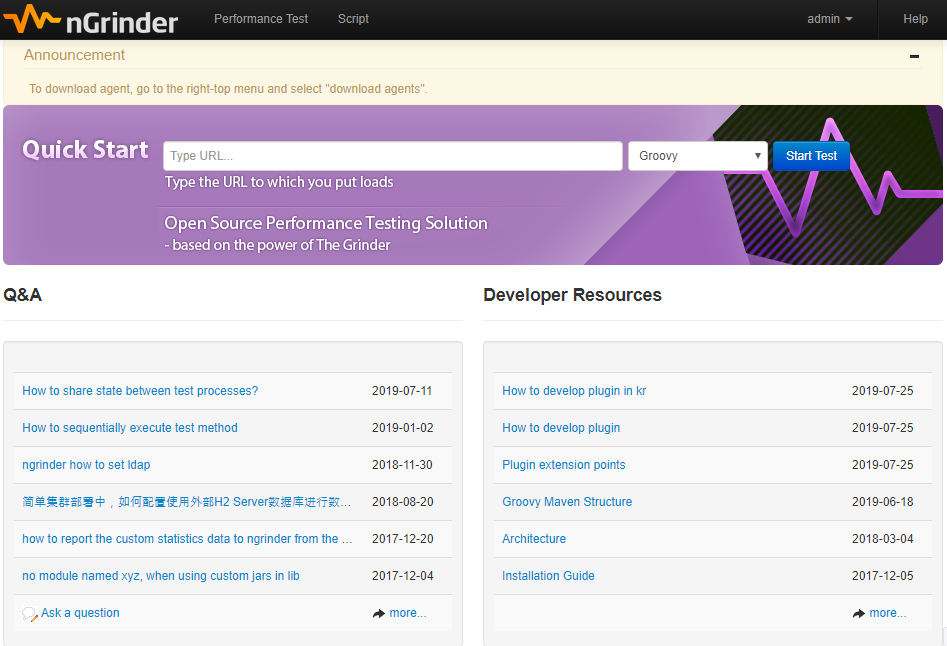 nGrinder
Performance Test
Script
admin
Help
Announcement
To download agent, go to the right-top menu and select "download agents".
Quick Start
Type URL...
Groovy
Start Test
Type the URL to which you put loads
Open Source Performance Testing Solution
- based on the power of The Grinder
Q&A
How to share state between test processes? 2019-07-11
How to sequentially execute test method 2019-01-02
ngrinder how to set ldap 2018-11-30
简单集群部署中，如何配置使用外部H2 Server数据库进行数... 2018-08-20
how to report the custom statistics data to ngrinder from the ... 2017-12-20
no module named xyz, when using custom jars in lib 2017-12-04
Ask a question more...
Developer Resources
How to develop plugin in kr 2019-07-25
How to develop plugin 2019-07-25
Plugin extension points 2019-07-25
Groovy Maven Structure 2019-06-18
Architecture 2018-03-04
Installation Guide 2017-12-05
more...